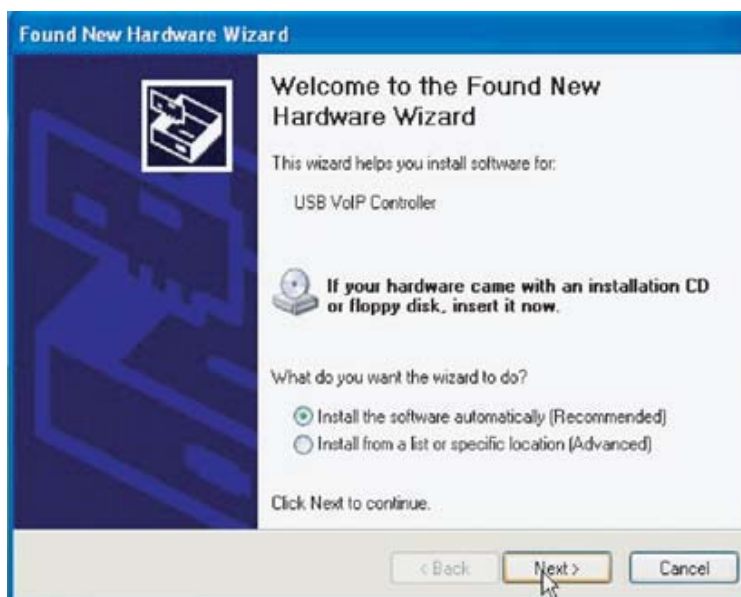 Found New Hardware Wizard
Welcome to the Found New
Hardware Wizard
This wizard helps you install software for:
USB VoIP Controller
If your hardware came with an installation CD
or floppy disk, insert it now.
What do you want the wizard to do?
Install the software automatically (Recommended)
Install from a list or specific location (Advanced)
Click Next to continue.
< Back Next > Cancel